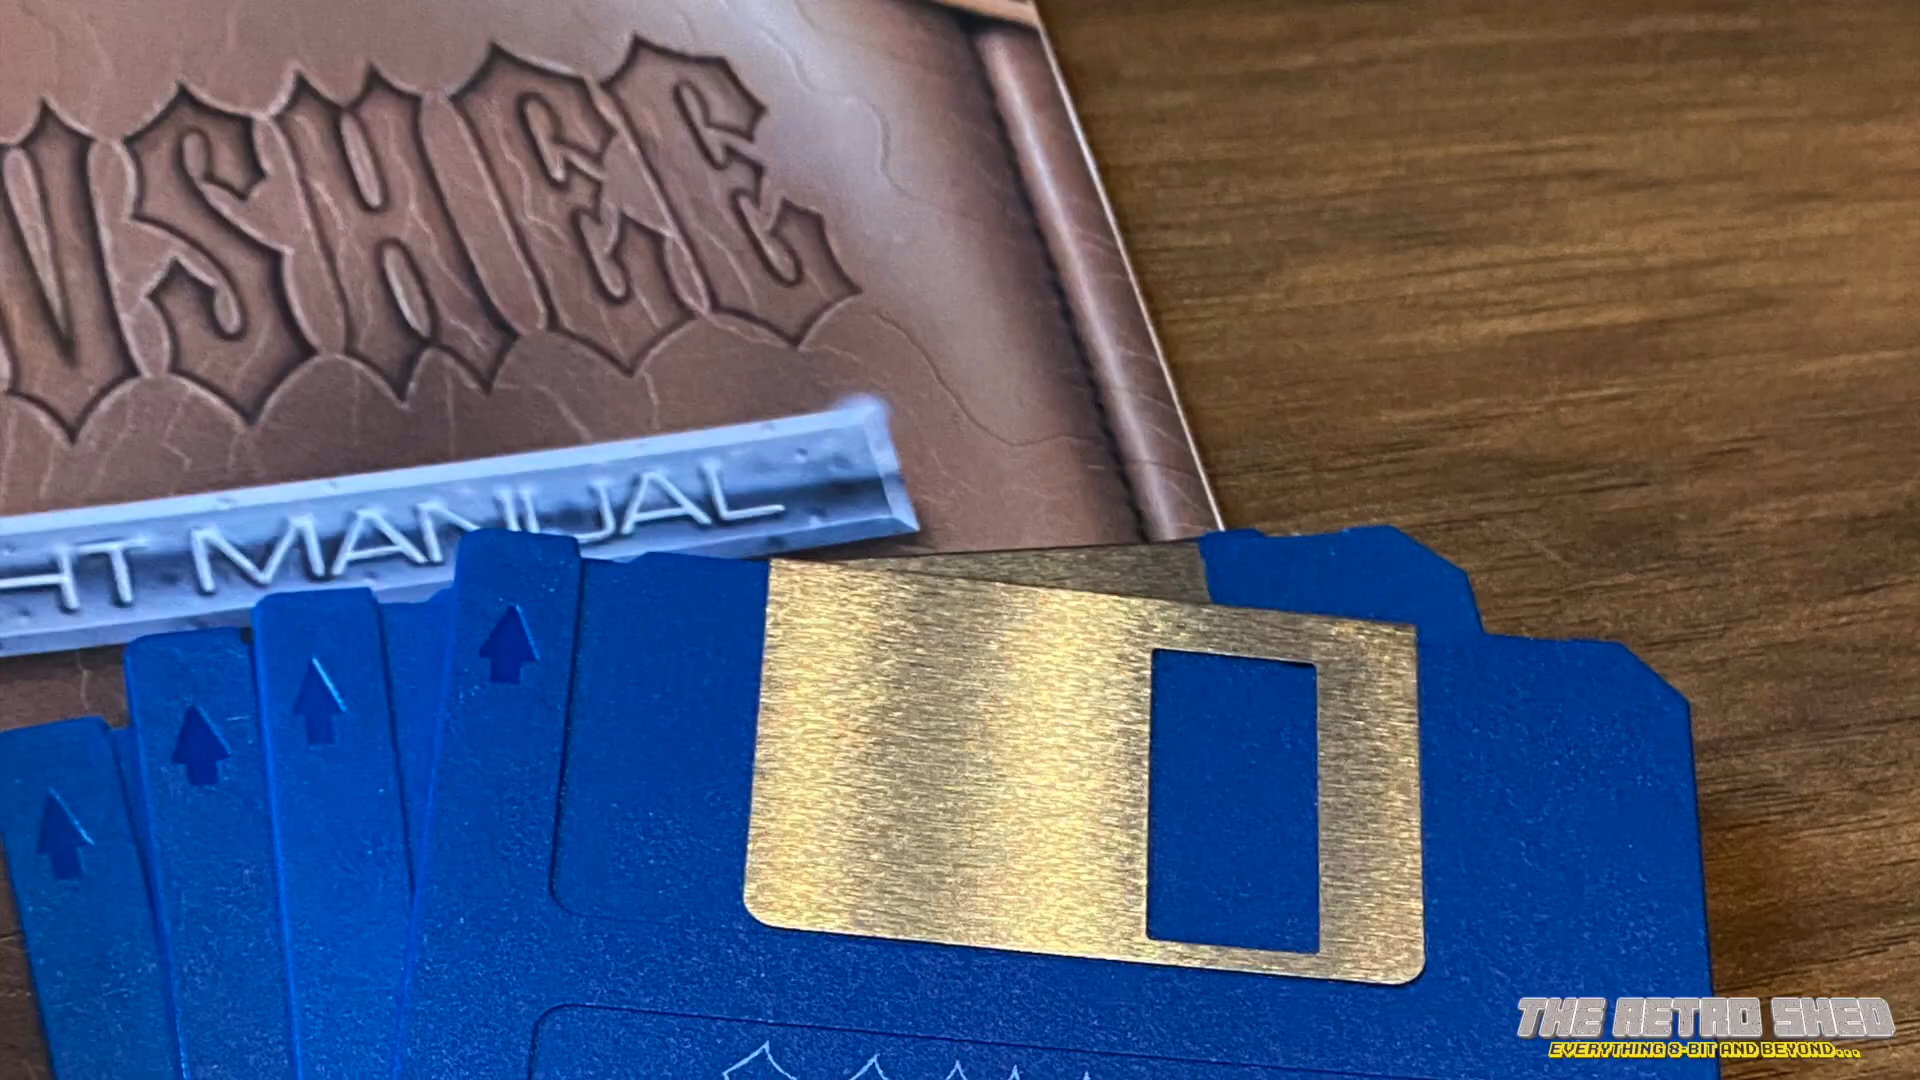 NSHEE
HT MANUAL
THE RETRO SHED
EVERYTHING 8-BIT AND BEYOND...